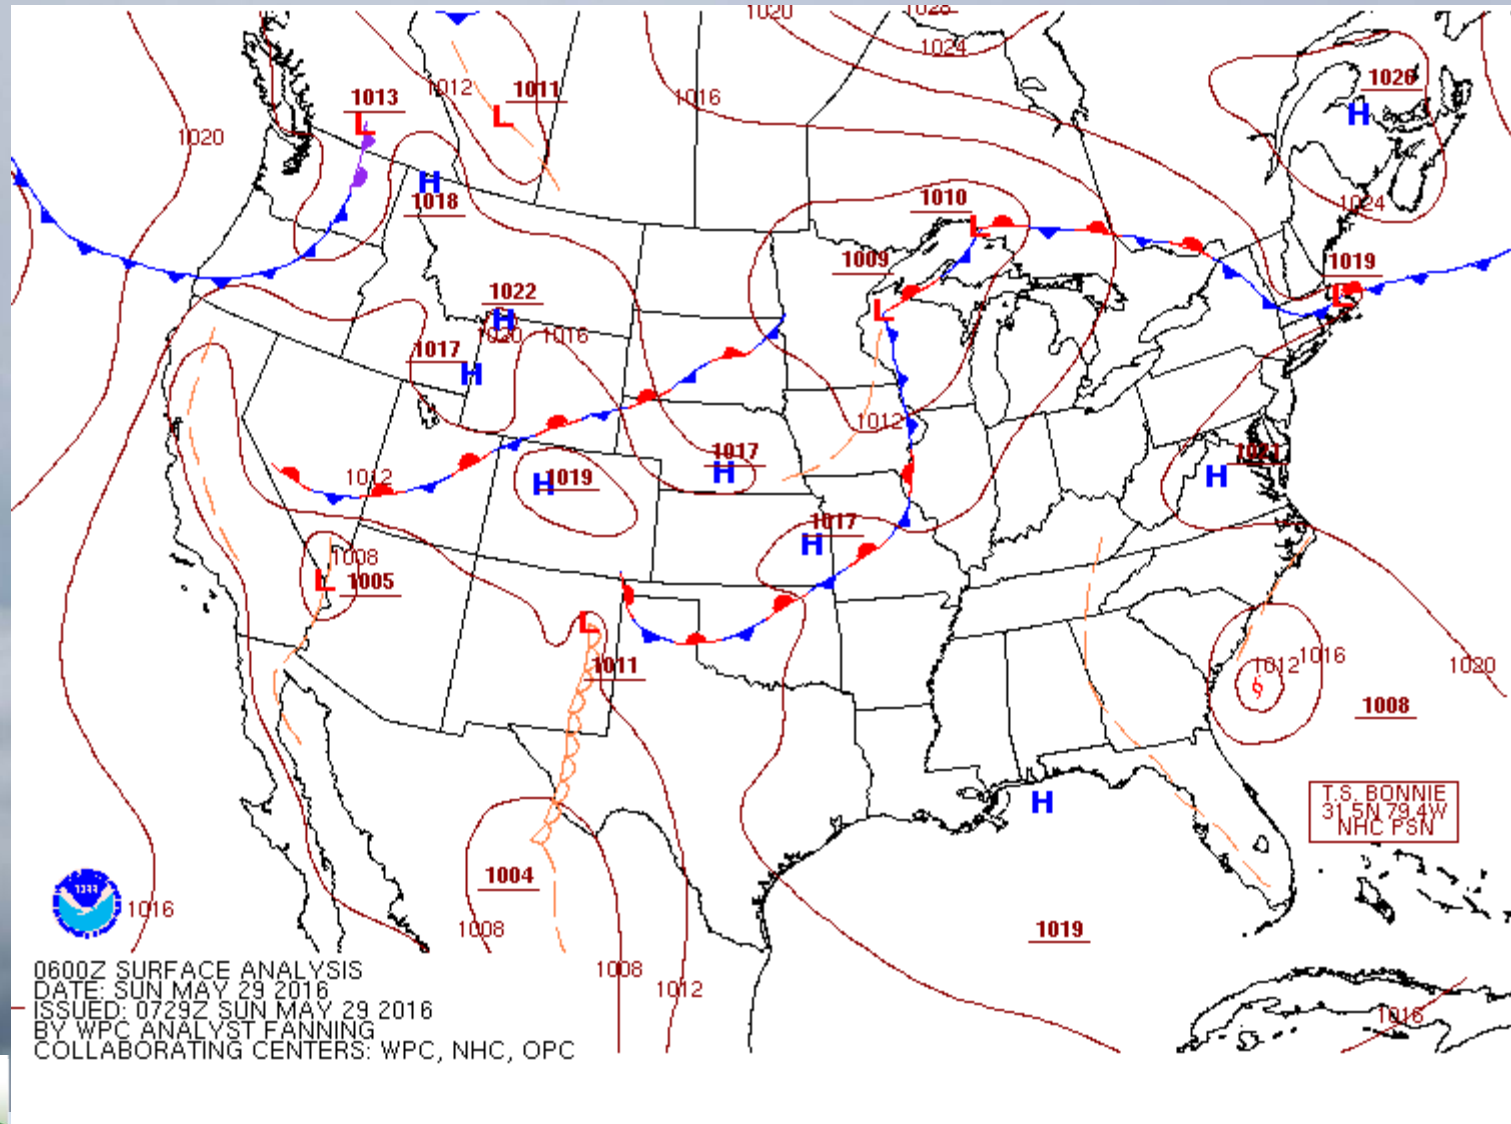 1020
1028
1024
1013
1012
1011
1016
1026
1020
1018
1010
1024
1009
1019
1022
1020 1016
1017
1012
1017
1021
1012
1019
1017
1008
1005
1011
1012 1016
1020
1008
T.S. BONNIE
31.5N 79.4W
NHC PSN
1004
1016
1008
1019
1008
1012
1016
0600Z SURFACE ANALYSIS
DATE: SUN MAY 29 2016
ISSUED: 0729Z SUN MAY 29 2016
BY WPC ANALYST FANNING
COLLABORATING CENTERS: WPC, NHC, OPC
L
L
H
H
L
L
H
L
H
H
H
H
H
L
L
H